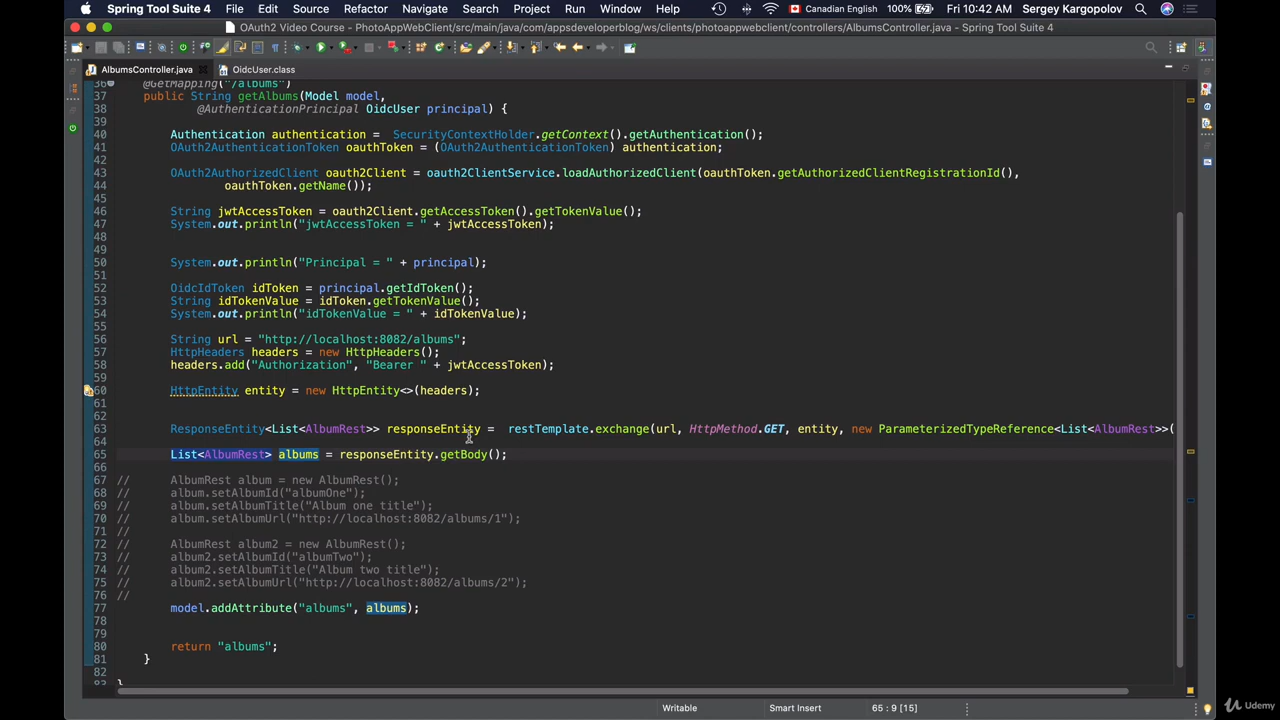 Spring Tool Suite 4 File Edit Source Refactor Navigate Search Project Run Window Help Canadian English 100% Fri 10:42 AM Sergey Kargopolov
OAuth2 Video Course - PhotoAppWebClient/src/main/java/com/appsdeveloperblog/ws/clients/photoappwebclient/controllers/AlbumsController.java - Spring Tool Suite 4
AlbumsController.java OidcUser.class
36 @GetMapping("/albums")
37 public String getAlbums(Model model,
38 @AuthenticationPrincipal OidcUser principal) {
39
40 Authentication authentication = SecurityContextHolder.getContext().getAuthentication();
41 OAuth2AuthenticationToken oauthToken = (OAuth2AuthenticationToken) authentication;
42
43 OAuth2AuthorizedClient oauth2Client = oauth2ClientService.loadAuthorizedClient(oauthToken.getAuthorizedClientRegistrationId(),
44 oauthToken.getName());
45
46 String jwtAccessToken = oauth2Client.getAccessToken().getTokenValue();
47 System.out.println("jwtAccessToken = " + jwtAccessToken);
48
49
50 System.out.println("Principal = " + principal);
51
52 OidcIdToken idToken = principal.getIdToken();
53 String idTokenValue = idToken.getTokenValue();
54 System.out.println("idTokenValue = " + idTokenValue);
55
56 String url = "http://localhost:8082/albums";
57 HttpHeaders headers = new HttpHeaders();
58 headers.add("Authorization", "Bearer " + jwtAccessToken);
59
60 HttpEntity entity = new HttpEntity<>(headers);
61
62
63 ResponseEntity<List<AlbumRest>> responseEntity = restTemplate.exchange(url, HttpMethod.GET, entity, new ParameterizedTypeReference<List<AlbumRest>>(
64
65 List<AlbumRest> albums = responseEntity.getBody();
66
67 // AlbumRest album = new AlbumRest();
68 // album.setAlbumId("albumOne");
69 // album.setAlbumTitle("Album one title");
70 // album.setAlbumUrl("http://localhost:8082/albums/1");
71 //
72 // AlbumRest album2 = new AlbumRest();
73 // album2.setAlbumId("albumTwo");
74 // album2.setAlbumTitle("Album two title");
75 // album2.setAlbumUrl("http://localhost:8082/albums/2");
76 //
77 model.addAttribute("albums", albums);
78
79
80 return "albums";
81 }
82
83 }
Writable Smart Insert 65 : 9 [15]
Udemy